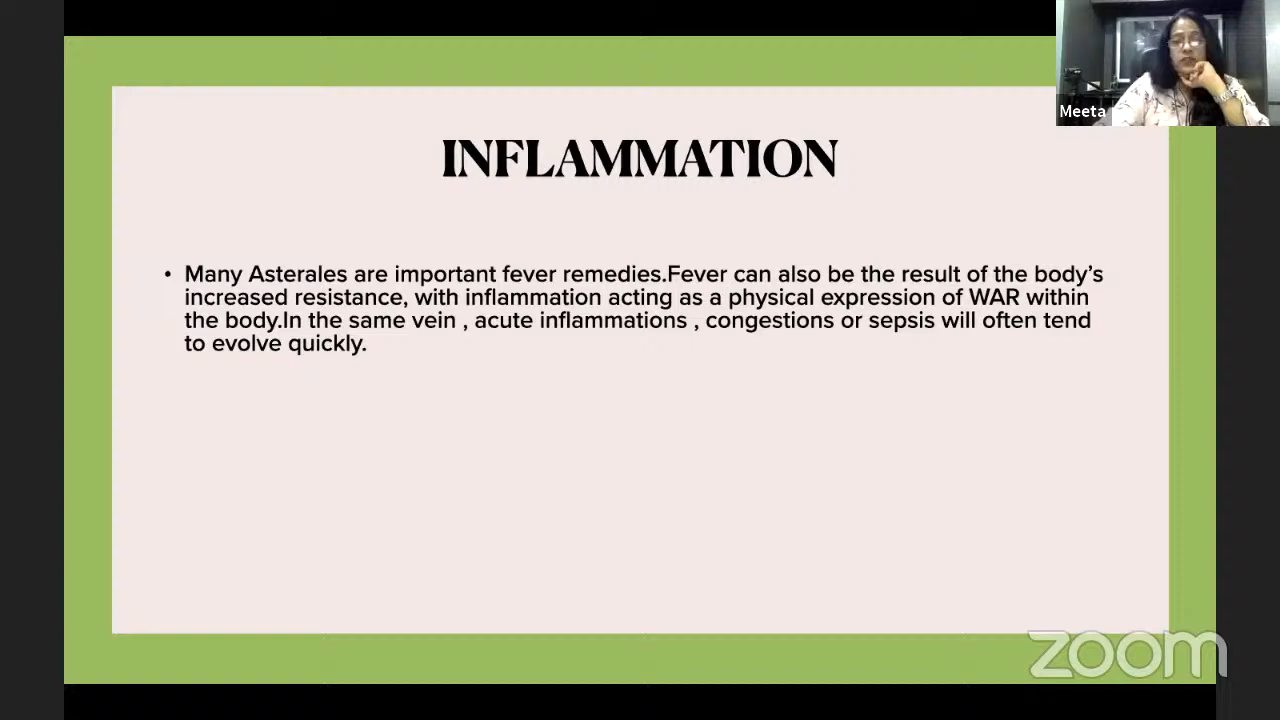 Meeta
INFLAMMATION
• Many Asterales are important fever remedies.Fever can also be the result of the body’s
increased resistance, with inflammation acting as a physical expression of WAR within
the body.In the same vein , acute inflammations , congestions or sepsis will often tend
to evolve quickly.
zoom